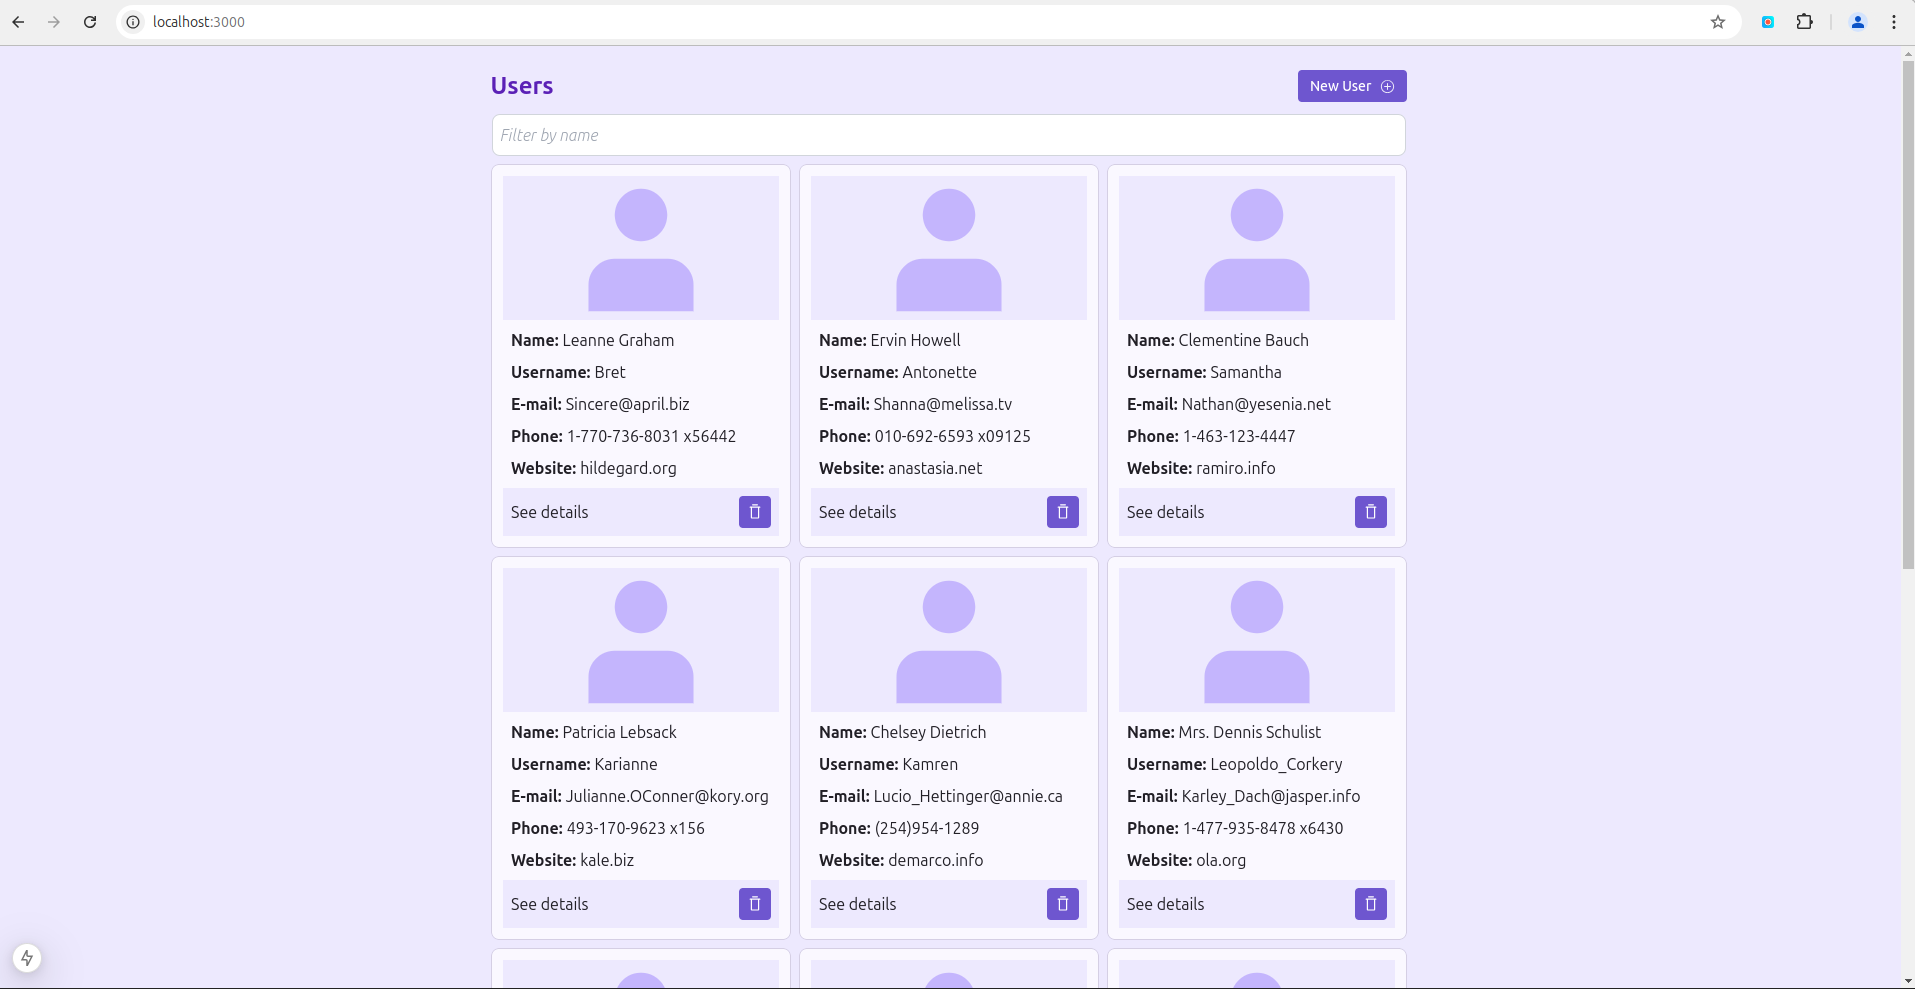 localhost:3000
Users
New User
Filter by name
Name: Leanne Graham
Username: Bret
E-mail: Sincere@april.biz
Phone: 1-770-736-8031 x56442
Website: hildegard.org
See details
Name: Ervin Howell
Username: Antonette
E-mail: Shanna@melissa.tv
Phone: 010-692-6593 x09125
Website: anastasia.net
See details
Name: Clementine Bauch
Username: Samantha
E-mail: Nathan@yesenia.net
Phone: 1-463-123-4447
Website: ramiro.info
See details
Name: Patricia Lebsack
Username: Karianne
E-mail: Julianne.OConner@kory.org
Phone: 493-170-9623 x156
Website: kale.biz
See details
Name: Chelsey Dietrich
Username: Kamren
E-mail: Lucio_Hettinger@annie.ca
Phone: (254)954-1289
Website: demarco.info
See details
Name: Mrs. Dennis Schulist
Username: Leopoldo_Corkery
E-mail: Karley_Dach@jasper.info
Phone: 1-477-935-8478 x6430
Website: ola.org
See details